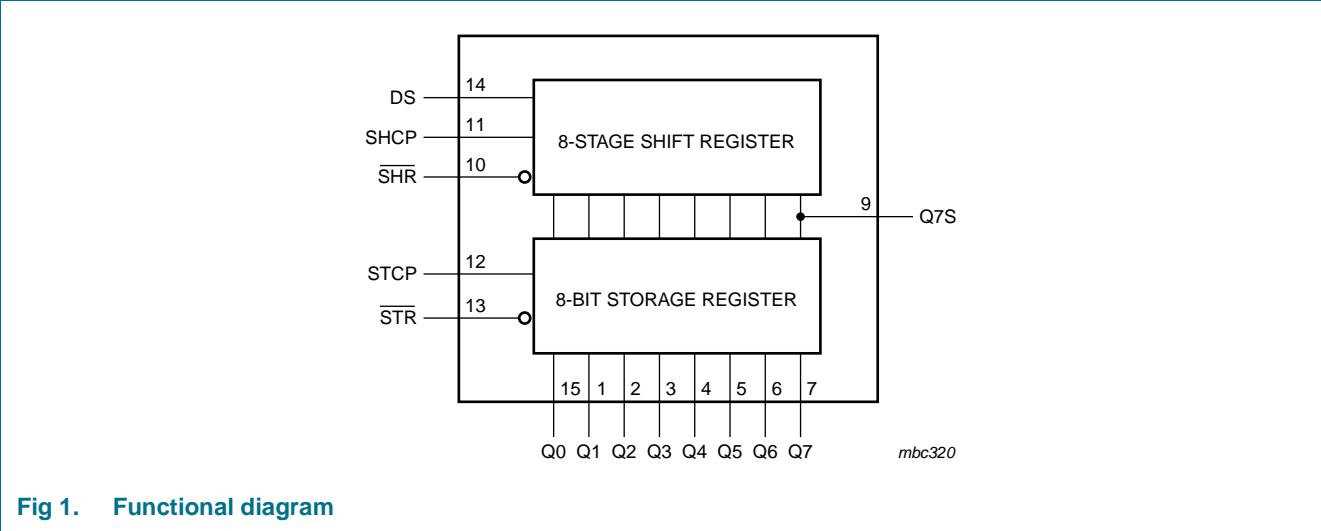 14
DS
11
SHCP
8-STAGE SHIFT REGISTER
10
SHR
9
Q7S
12
STCP
8-BIT STORAGE REGISTER
13
STR
15 1 2 3 4 5 6 7
Q0 Q1 Q2 Q3 Q4 Q5 Q6 Q7
mbc320
Fig 1. Functional diagram